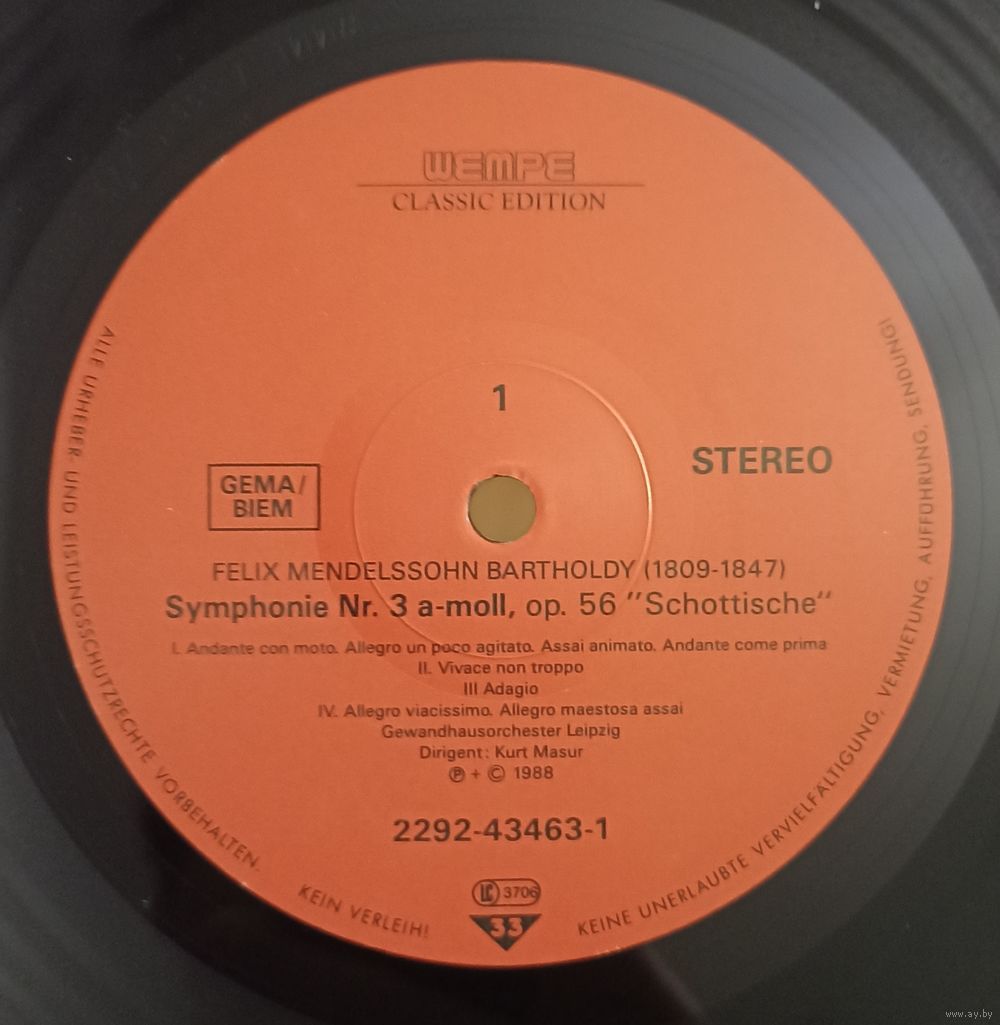 WEMPE
CLASSIC EDITION
1
STEREO
GEMA/
BIEM
FELIX MENDELSSOHN BARTHOLDY (1809-1847)
Symphonie Nr. 3 a-moll, op. 56 "Schottische"
I. Andante con moto. Allegro un poco agitato. Assai animato. Andante come prima
II. Vivace non troppo
III Adagio
IV. Allegro viacissimo. Allegro maestosa assai
Gewandhausorchester Leipzig
Dirigent: Kurt Masur
℗ + © 1988
2292-43463-1
LC 3706
33
ALLE URHEBER- UND LEISTUNGSSCHUTZRECHTE VORBEHALTEN. KEIN VERLEIH! KEINE UNERLAUBTE VERVIELFÄLTIGUNG, VERMIETUNG, AUFFÜHRUNG, SENDUNG!
www.ay.by